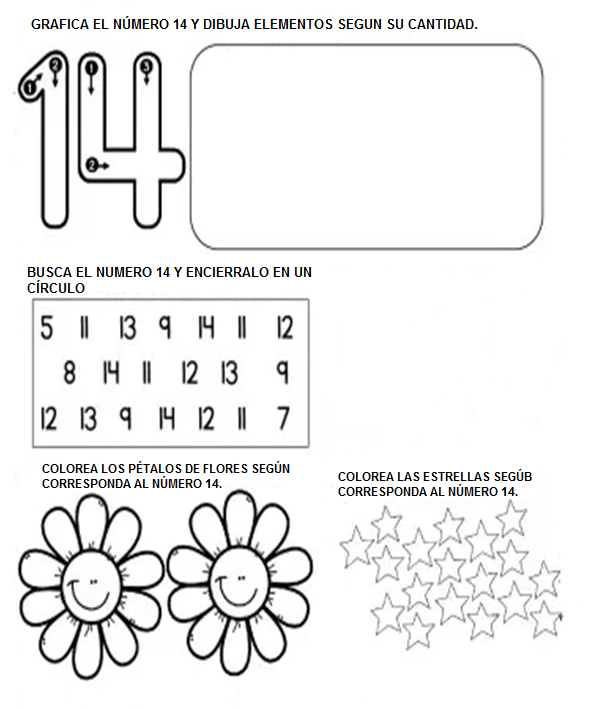 GRAFICA EL NÚMERO 14 Y DIBUJA ELEMENTOS SEGUN SU CANTIDAD.
1 2 1 3
14
2
BUSCA EL NUMERO 14 Y ENCIERRALO EN UN
CÍRCULO
5 11 13 9 14 11 12
8 14 11 12 13 9
12 13 9 14 12 11 7
COLOREA LOS PÉTALOS DE FLORES SEGÚN
CORRESPONDA AL NÚMERO 14.
COLOREA LAS ESTRELLAS SEGÚB
CORRESPONDA AL NÚMERO 14.